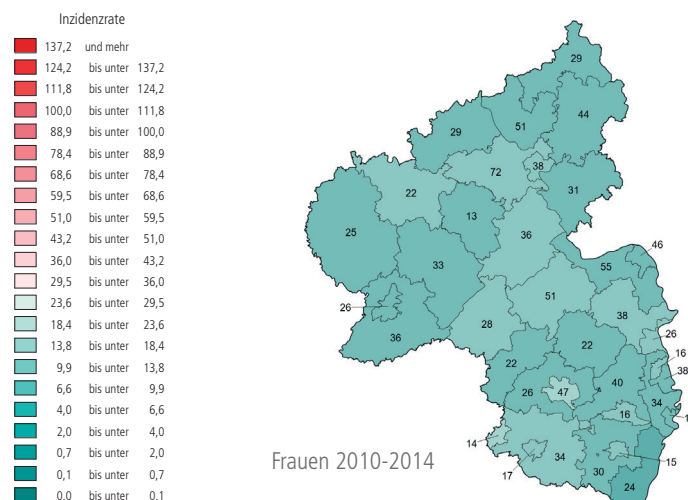 Inzidenzrate
137,2 und mehr
124,2 bis unter 137,2
111,8 bis unter 124,2
100,0 bis unter 111,8
88,9 bis unter 100,0
78,4 bis unter 88,9
68,6 bis unter 78,4
59,5 bis unter 68,6
51,0 bis unter 59,5
43,2 bis unter 51,0
36,0 bis unter 43,2
29,5 bis unter 36,0
23,6 bis unter 29,5
18,4 bis unter 23,6
13,8 bis unter 18,4
9,9 bis unter 13,8
6,6 bis unter 9,9
4,0 bis unter 6,6
2,0 bis unter 4,0
0,7 bis unter 2,0
0,1 bis unter 0,7
0,0 bis unter 0,1
29
44
51
29
38
72
31
22
13
25
36
46
33
55
51
26
38
28
26
36
22
16
22
38
26
47
40
34
16
14
34
15
17
30
24
Frauen 2010-2014